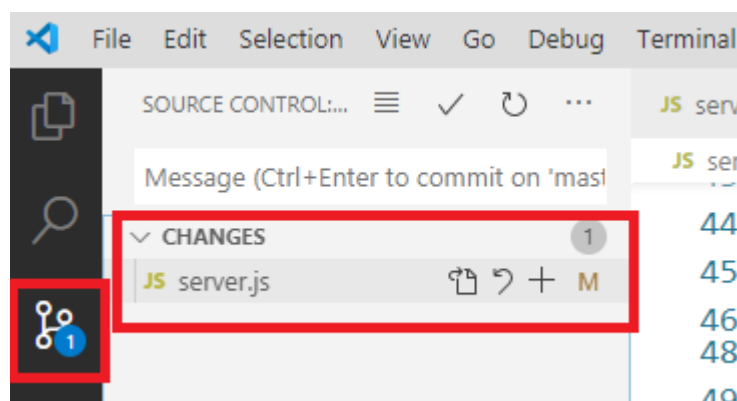 File Edit Selection View Go Debug Terminal
SOURCE CONTROL:...
JS serv
Message (Ctrl+Enter to commit on 'mast
JS ser
CHANGES 1
JS server.js M
1
44
45
46
48
49